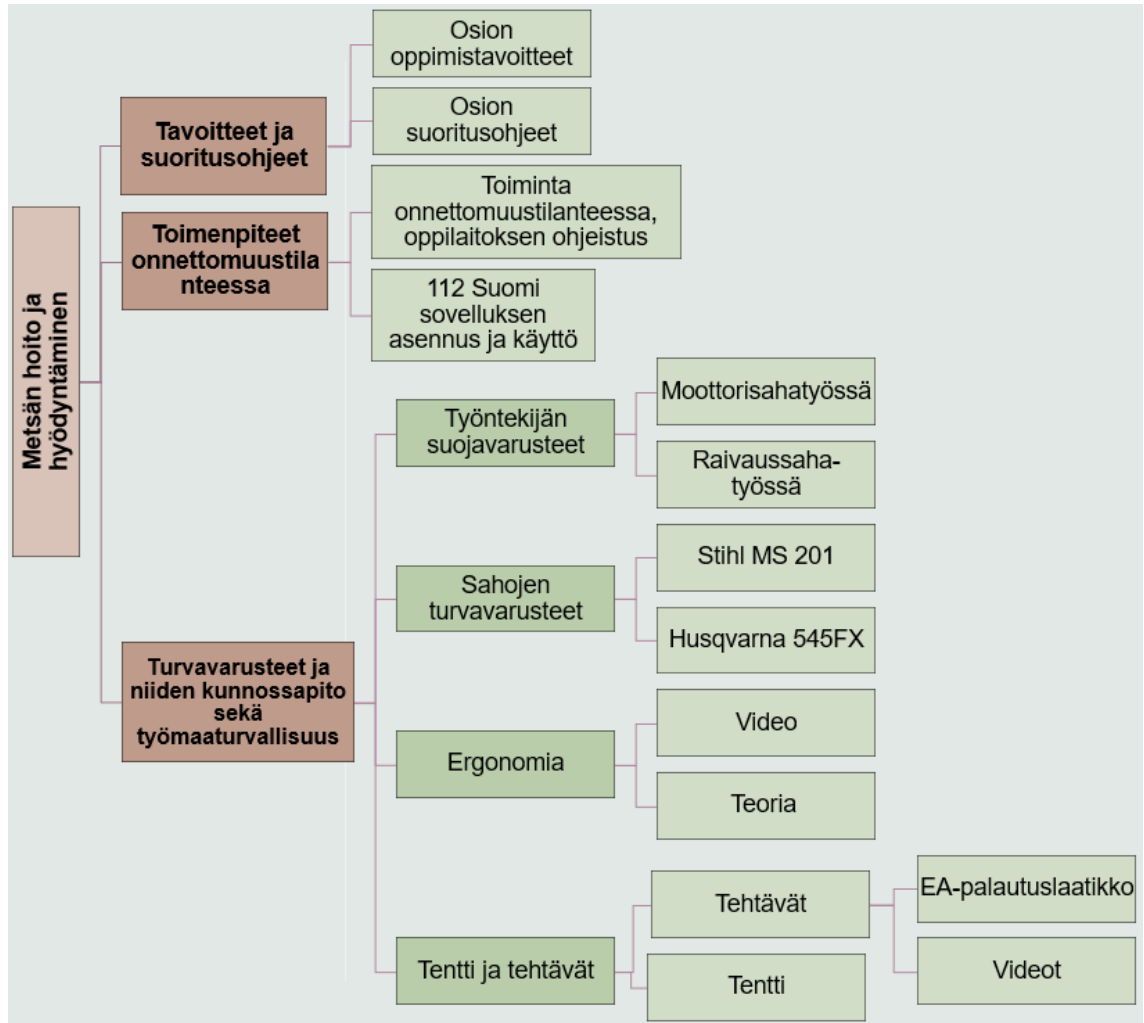 Metsän hoito ja
hyödyntäminen
Tavoitteet ja
suoritusohjeet
Osion
oppimistavoitteet
Osion
suoritusohjeet
Toimenpiteet
onnettomuustila
nteessa
Toiminta
onnettomuustilanteessa,
oppilaitoksen ohjeistus
112 Suomi
sovelluksen
asennus ja käyttö
Turvavarusteet ja
niiden kunnossapito
sekä
työmaaturvallisuus
Työntekijän
suojavarusteet
Moottorisahatyössä
Raivaussaha-
työssä
Sahojen
turvavarusteet
Stihl MS 201
Husqvarna 545FX
Ergonomia
Video
Teoria
Tentti ja tehtävät
Tehtävät
EA-palautuslaatikko
Videot
Tentti